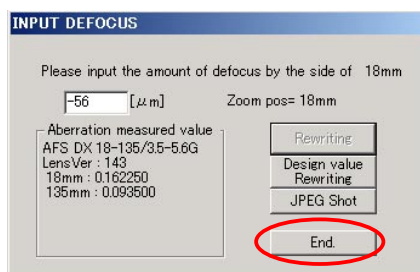 INPUT DEFOCUS
Please input the amount of defocus by the side of 18mm
-56 [μm] Zoom pos= 18mm
Aberration measured value
AFS DX 18-135/3.5-5.6G
LensVer : 143
18mm : 0.162250
135mm : 0.093500
Rewriting
Design value
Rewriting
JPEG Shot
End.